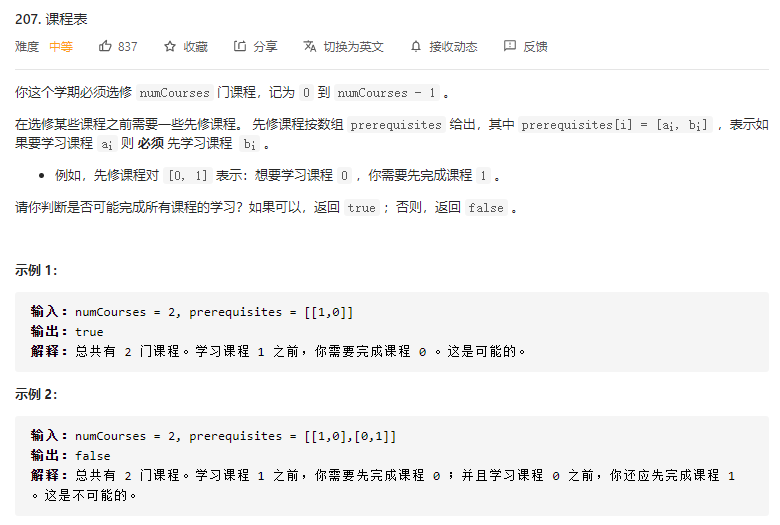 207. 课程表
难度 中等 837 收藏 分享 切换为英文 接收动态 反馈
你这个学期必须选修 numCourses 门课程，记为 0 到 numCourses - 1 。
在选修某些课程之前需要一些先修课程。 先修课程按数组 prerequisites 给出，其中 prerequisites[i] = [ai, bi] ，表示如
果要学习课程 ai 则 必须 先学习课程 bi 。
• 例如，先修课程对 [0, 1] 表示：想要学习课程 0 ，你需要先完成课程 1 。
请你判断是否可能完成所有课程的学习？如果可以，返回 true ；否则，返回 false 。
示例 1：
输入：numCourses = 2, prerequisites = [[1,0]]
输出：true
解释：总共有 2 门课程。学习课程 1 之前，你需要完成课程 0 。这是可能的。
示例 2：
输入：numCourses = 2, prerequisites = [[1,0],[0,1]]
输出：false
解释：总共有 2 门课程。学习课程 1 之前，你需要先完成课程 0 ；并且学习课程 0 之前，你还应先完成课程 1
。这是不可能的。